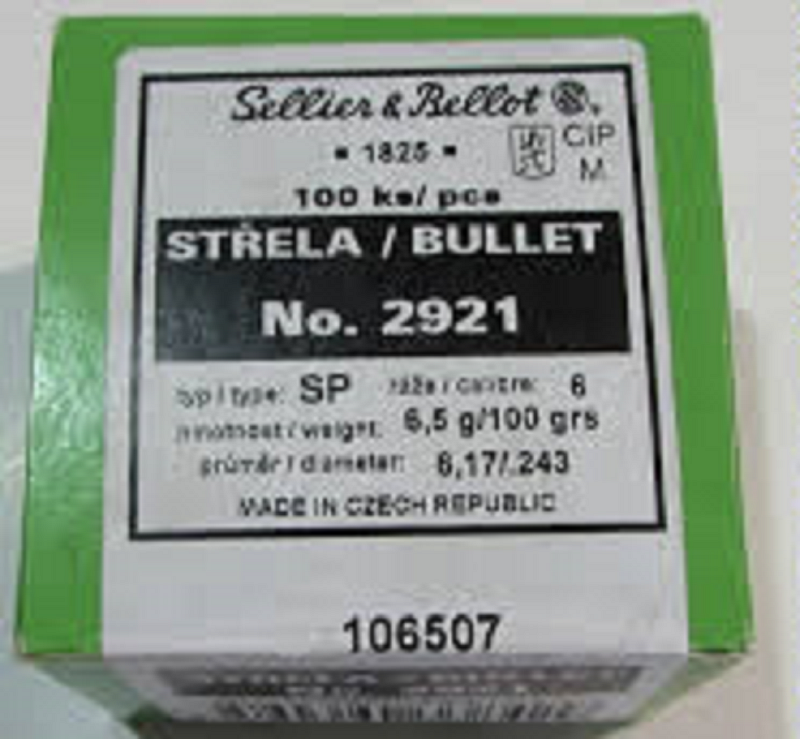 Sellier & Bellot
1825
CIP
M
100 ks/pcs
STŘELA / BULLET
No. 2921
typ / type: SP ráže / calibre: 6
hmotnost / weight: 6,5 g/100 grs
průměr / diameter: 6,17/.243
MADE IN CZECH REPUBLIC
106507